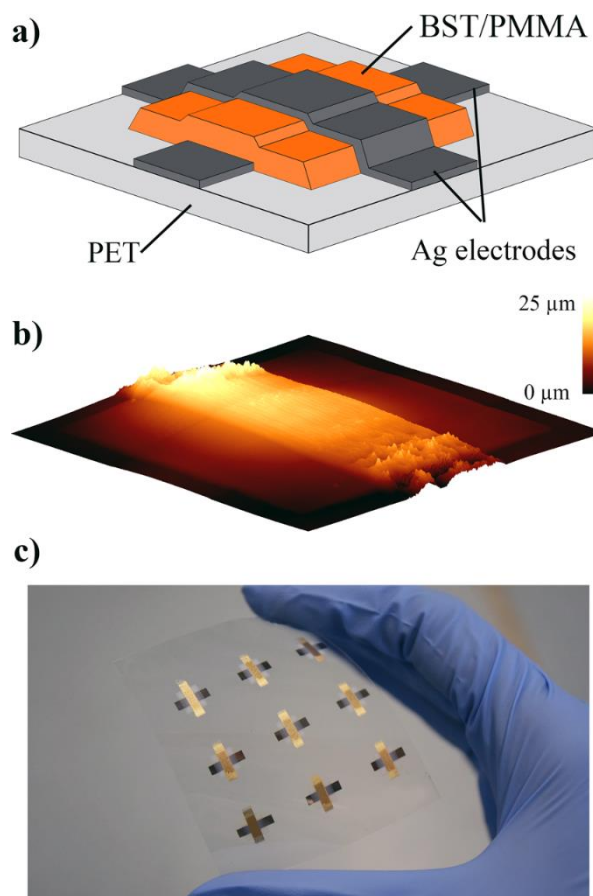 a)
BST/PMMA
PET
Ag electrodes
b)
25 µm
0 µm
c)